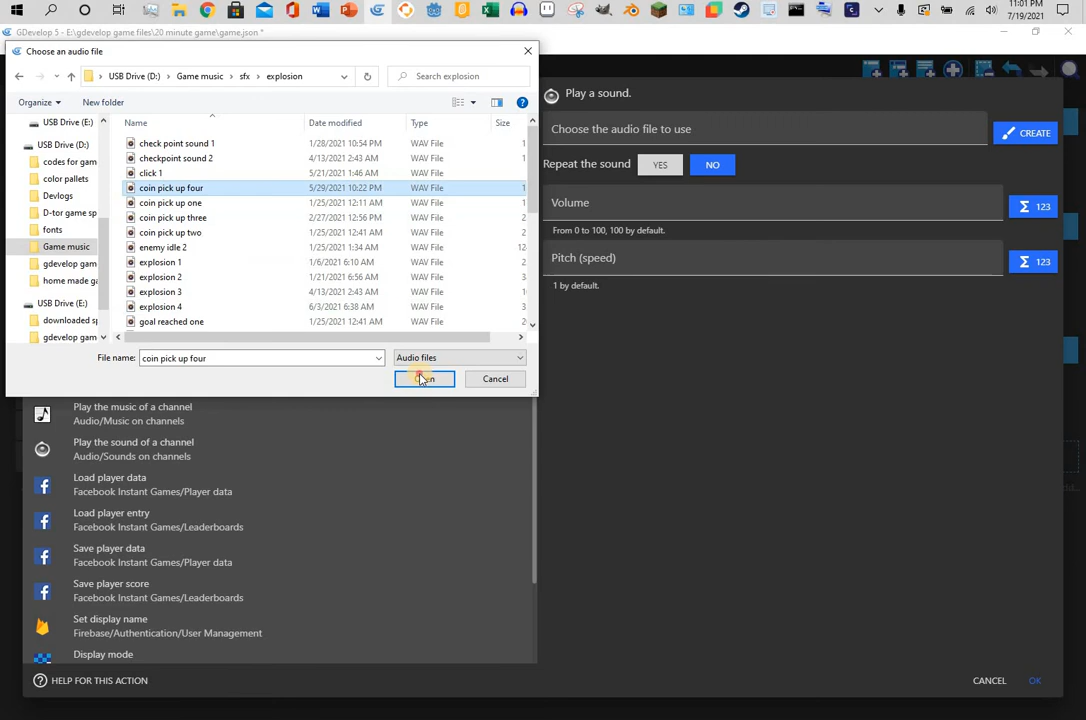 11:01 PM
7/19/2021
GDevelop 5 - E:\gdevelop game files\20 minute game\game.json *
Choose an audio file
USB Drive (D:) > Game music > sfx > explosion
Search explosion
Organize
New folder
Name
Date modified
Type
Size
USB Drive (E:)
USB Drive (D:)
codes for gam
color pallets
Devlogs
D-tor game sp
fonts
Game music
gdevelop gam
home made ga
USB Drive (E:)
downloaded s
gdevelop gam
check point sound 1 1/28/2021 10:54 PM WAV File 1
checkpoint sound 2 4/13/2021 2:43 AM WAV File 1
click 1 5/21/2021 1:46 AM WAV File
coin pick up four 5/29/2021 10:22 PM WAV File 1
coin pick up one 1/25/2021 12:11 AM WAV File
coin pick up three 2/27/2021 12:56 PM WAV File 2
coin pick up two 1/25/2021 12:41 AM WAV File
enemy idle 2 1/25/2021 1:34 AM WAV File 12
explosion 1 1/6/2021 6:10 AM WAV File 2
explosion 2 1/21/2021 6:56 AM WAV File 3
explosion 3 4/13/2021 2:43 AM WAV File 1
explosion 4 6/3/2021 6:38 AM WAV File 3
goal reached one 1/25/2021 12:41 AM WAV File 2
File name: coin pick up four
Audio files
Cancel
Play a sound.
Choose the audio file to use
CREATE
Repeat the sound YES NO
Volume
Σ 123
From 0 to 100, 100 by default.
Pitch (speed)
Σ 123
1 by default.
Play the music of a channel
Audio/Music on channels
Play the sound of a channel
Audio/Sounds on channels
Load player data
Facebook Instant Games/Player data
Load player entry
Facebook Instant Games/Leaderboards
Save player data
Facebook Instant Games/Player data
Save player score
Facebook Instant Games/Leaderboards
Set display name
Firebase/Authentication/User Management
Display mode
HELP FOR THIS ACTION
CANCEL
OK